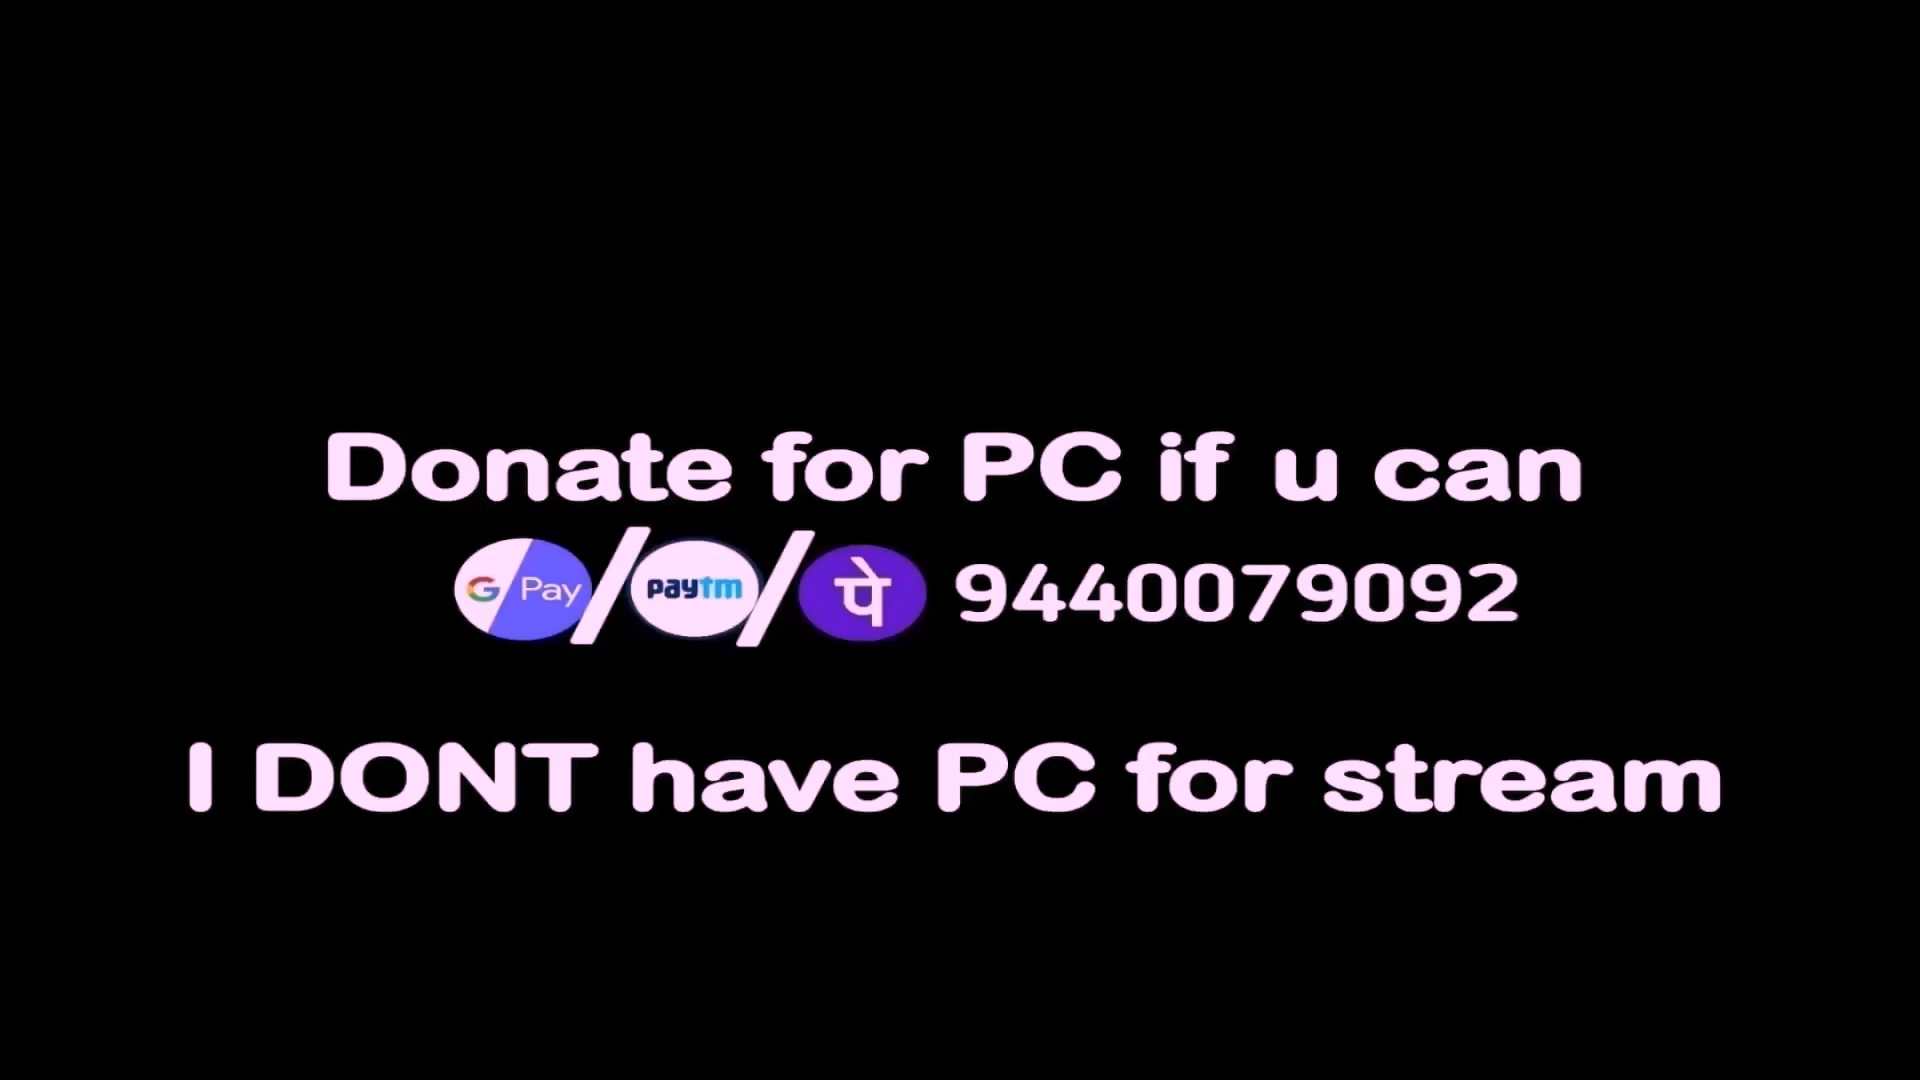 Donate for PC if u can
G Pay/paytm/पे 9440079092
I DONT have PC for stream